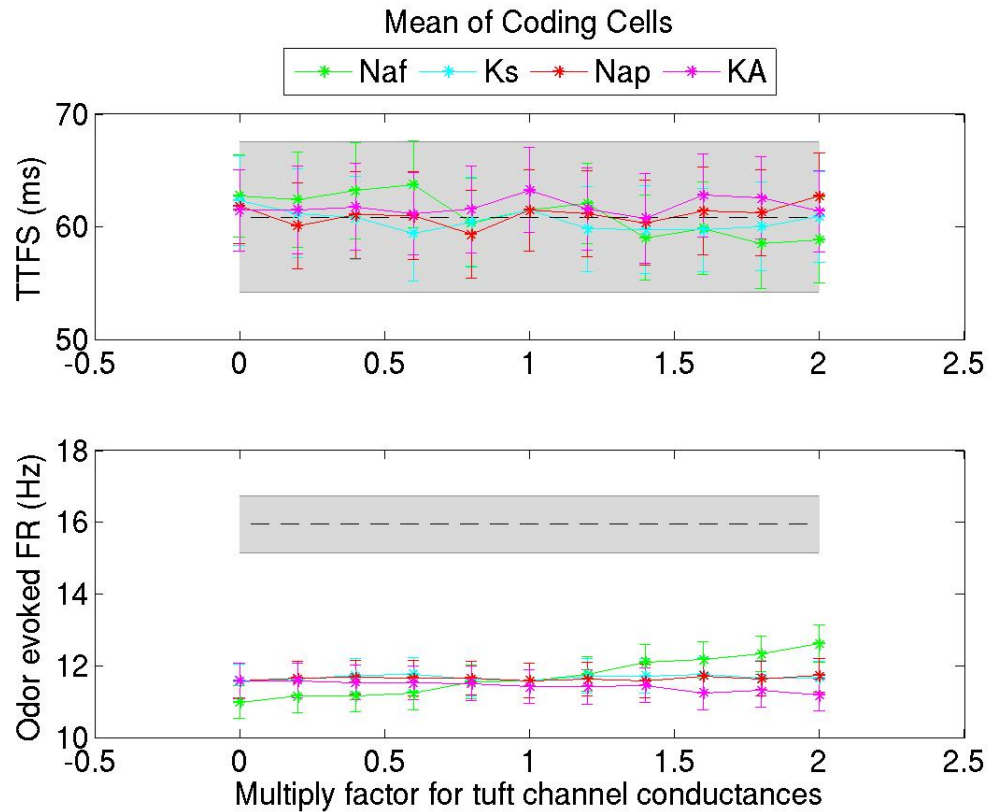 Mean of Coding Cells
Naf Ks Nap KA
TTFS (ms)
70
60
50
-0.5 0 0.5 1 1.5 2 2.5
Odor evoked FR (Hz)
18
16
14
12
10
-0.5 0 0.5 1 1.5 2 2.5
Multiply factor for tuft channel conductances